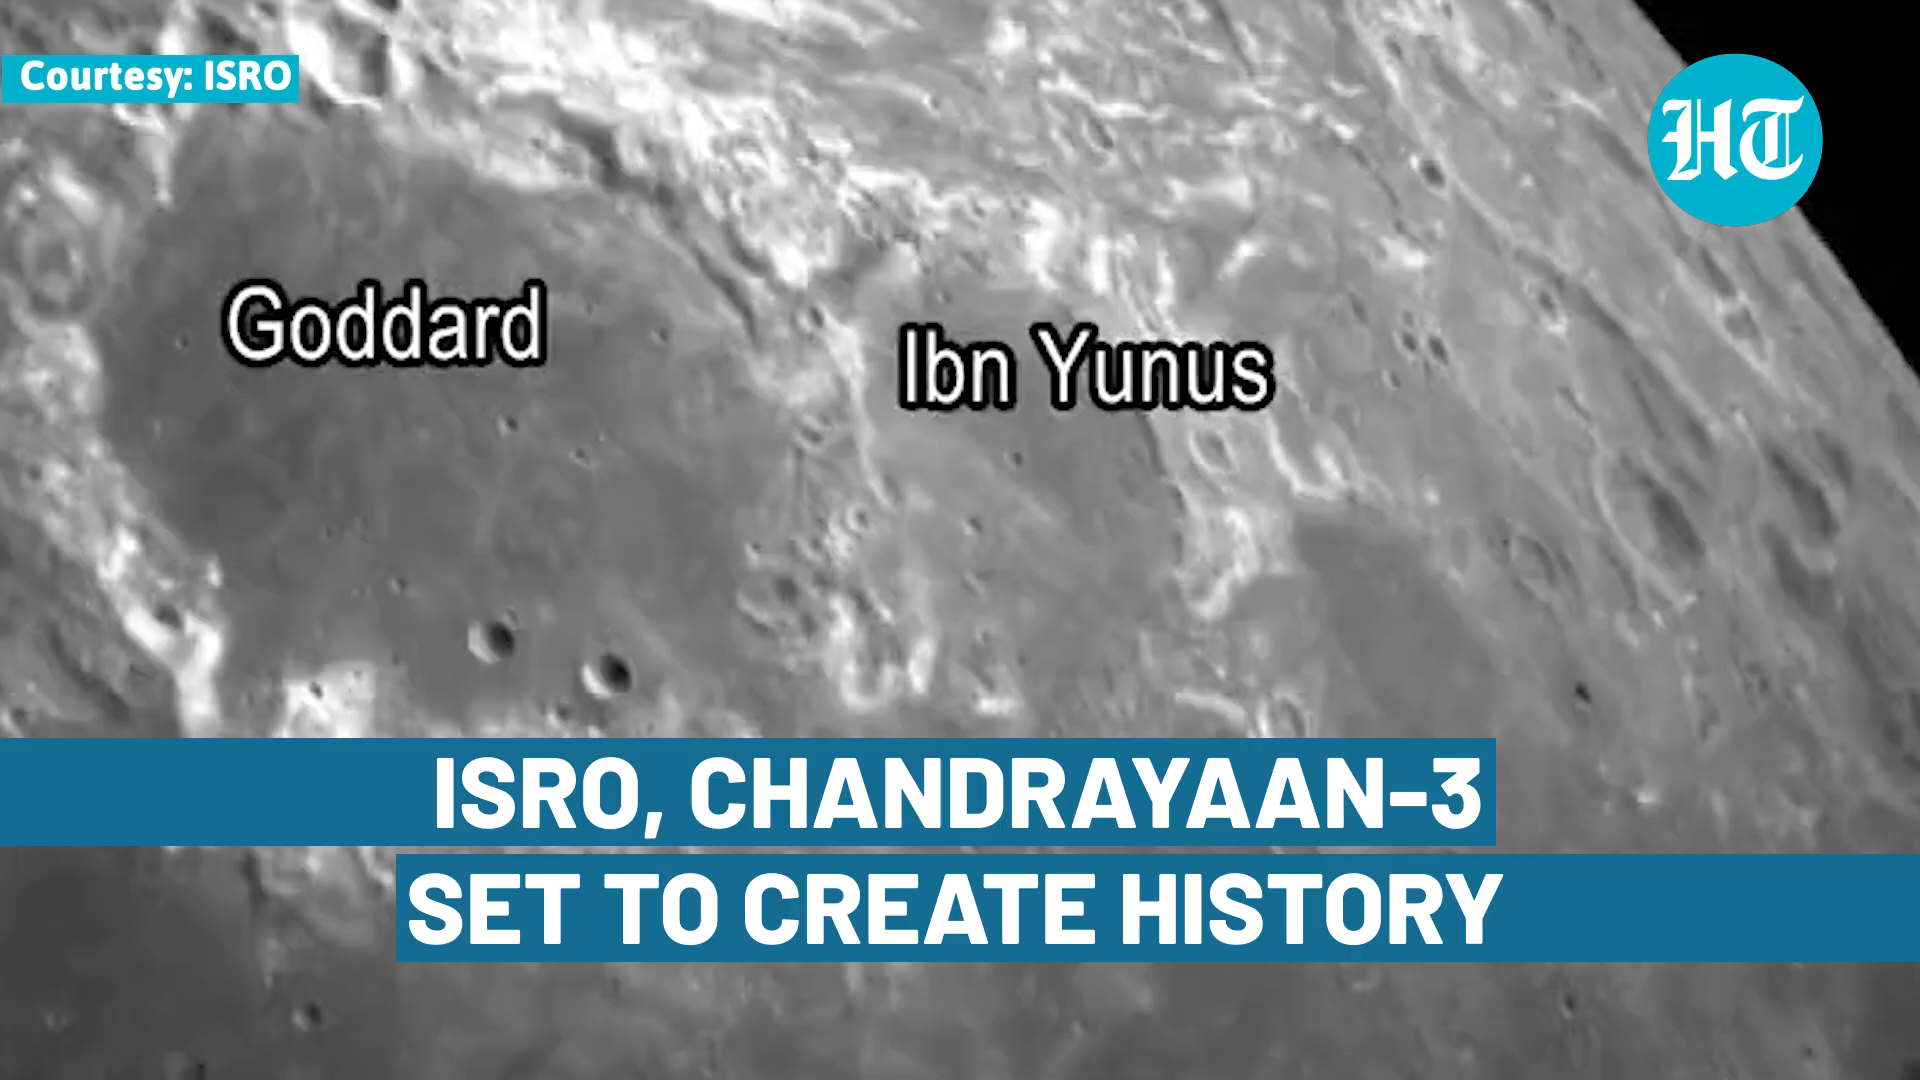 Courtesy: ISRO
HT
Goddard
Ibn Yunus
ISRO, CHANDRAYAAN-3
SET TO CREATE HISTORY